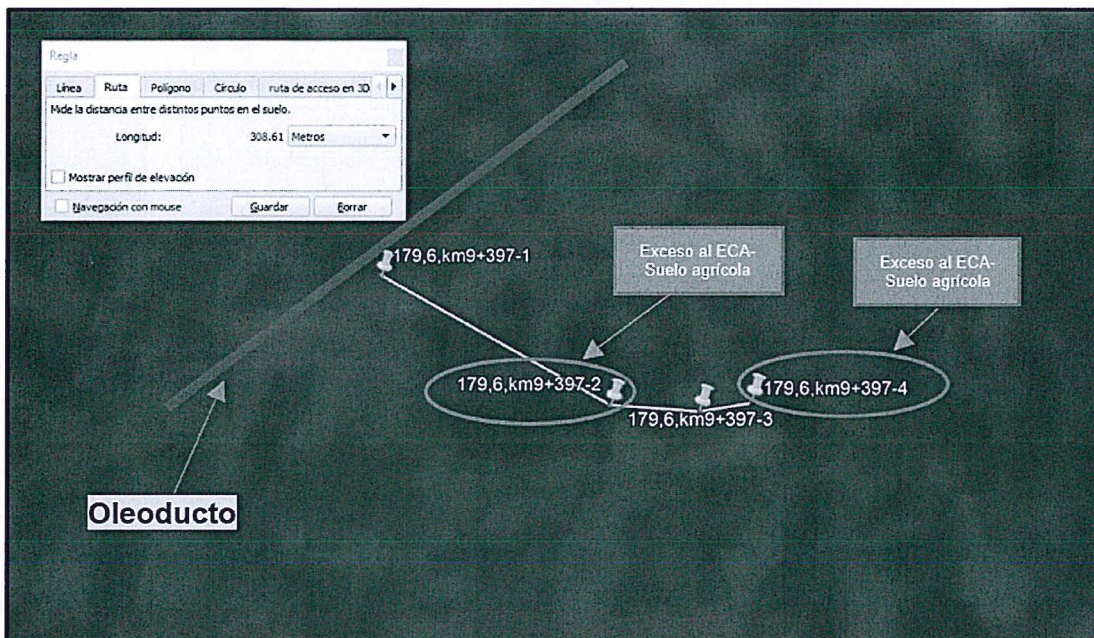 Regla
Línea Ruta Polígono Círculo ruta de acceso en 3D
Mide la distancia entre distintos puntos en el suelo.
Longitud: 308.61 Metros
Mostrar perfil de elevación
Navegación con mouse Guardar Borrar
179,6,km9+397-1
Exceso al ECA-
Suelo agrícola
Exceso al ECA-
Suelo agrícola
179,6,km9+397-2
179,6,km9+397-4
179,6,km9+397-3
Oleoducto